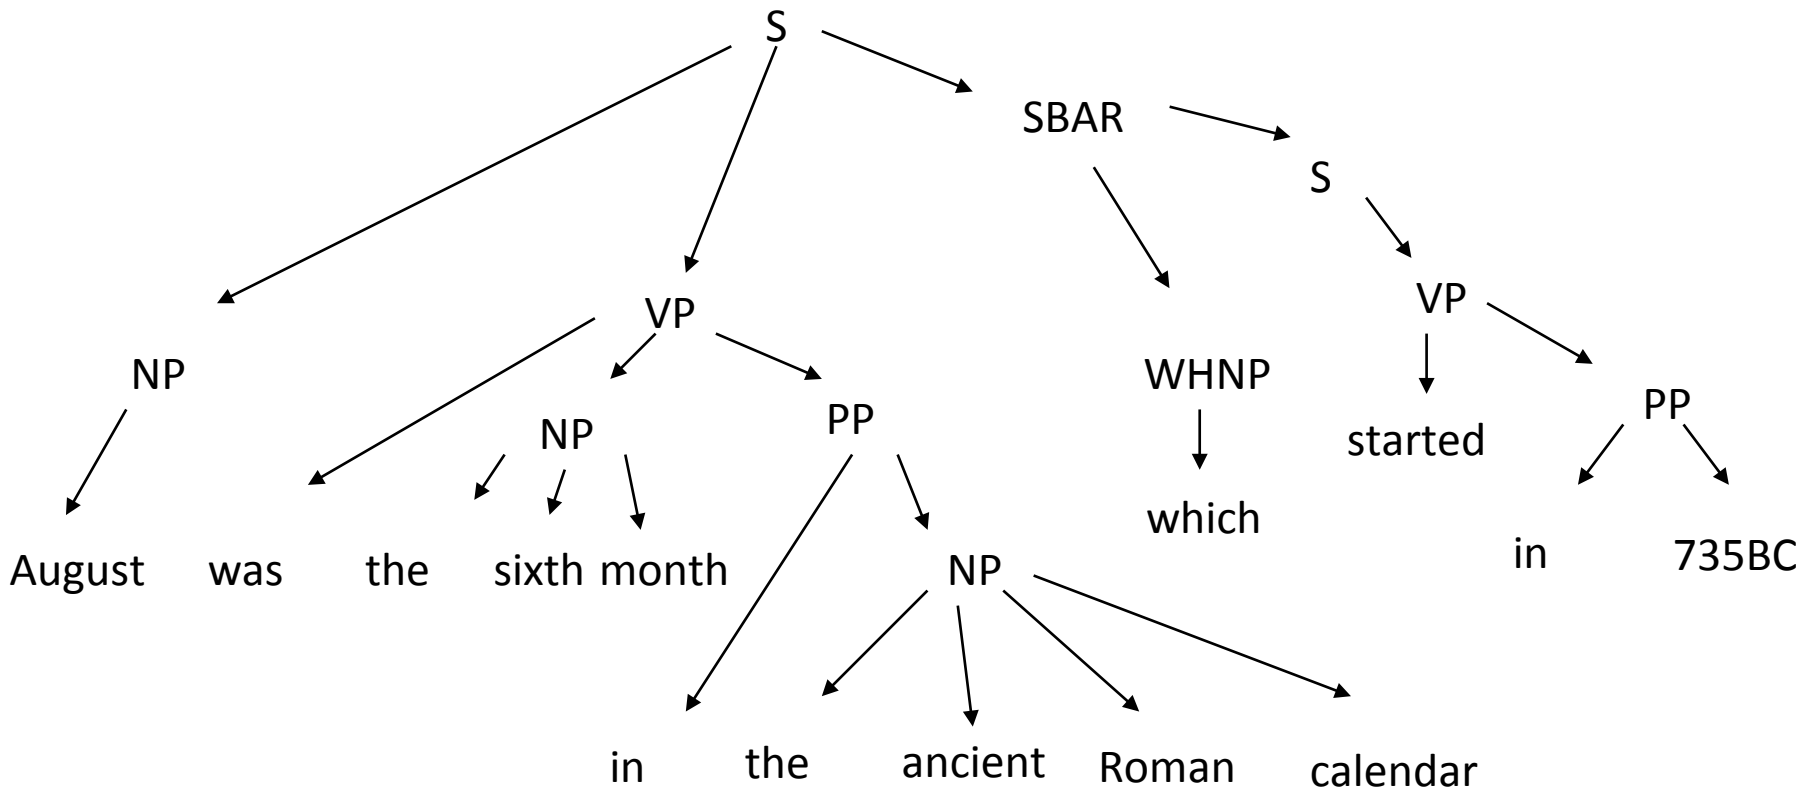 S
SBAR
S
VP
VP
NP
WHNP
PP
PP
NP
started
which
August was the sixth month
NP
in
735BC
in the ancient Roman calendar